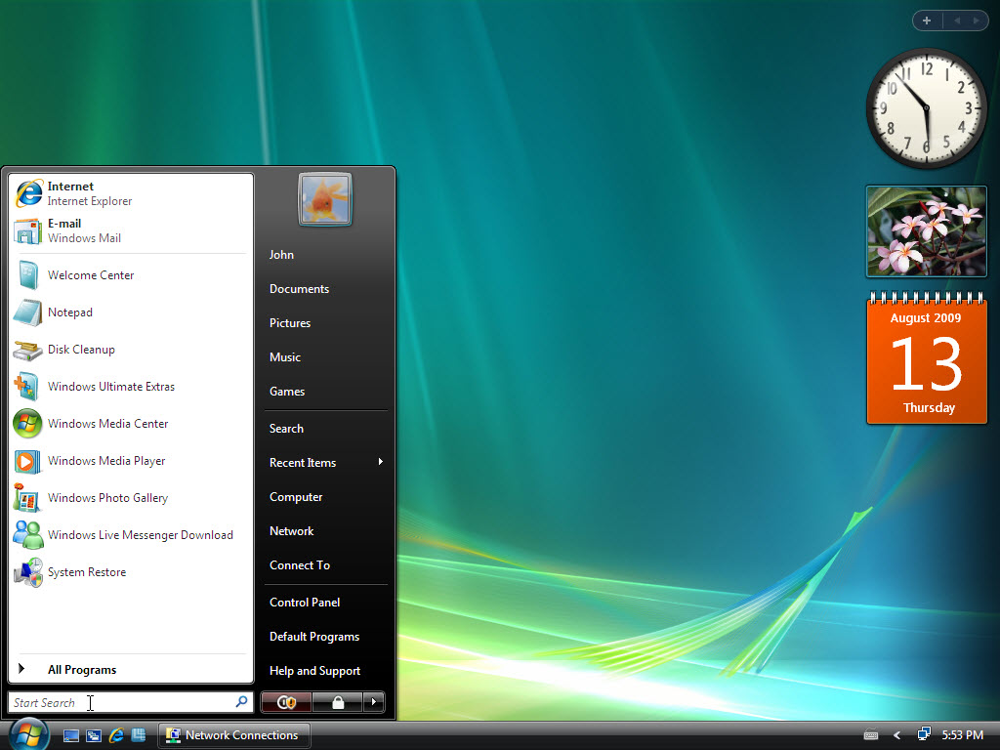 Internet
Internet Explorer
E-mail
Windows Mail
Welcome Center
Notepad
Disk Cleanup
Windows Ultimate Extras
Windows Media Center
Windows Media Player
Windows Photo Gallery
Windows Live Messenger Download
System Restore
All Programs
Start Search
John
Documents
Pictures
Music
Games
Search
Recent Items
Computer
Network
Connect To
Control Panel
Default Programs
Help and Support
12
1
2
3
4
5
6
7
8
9
10
11
August 2009
13
Thursday
Network Connections
5:53 PM